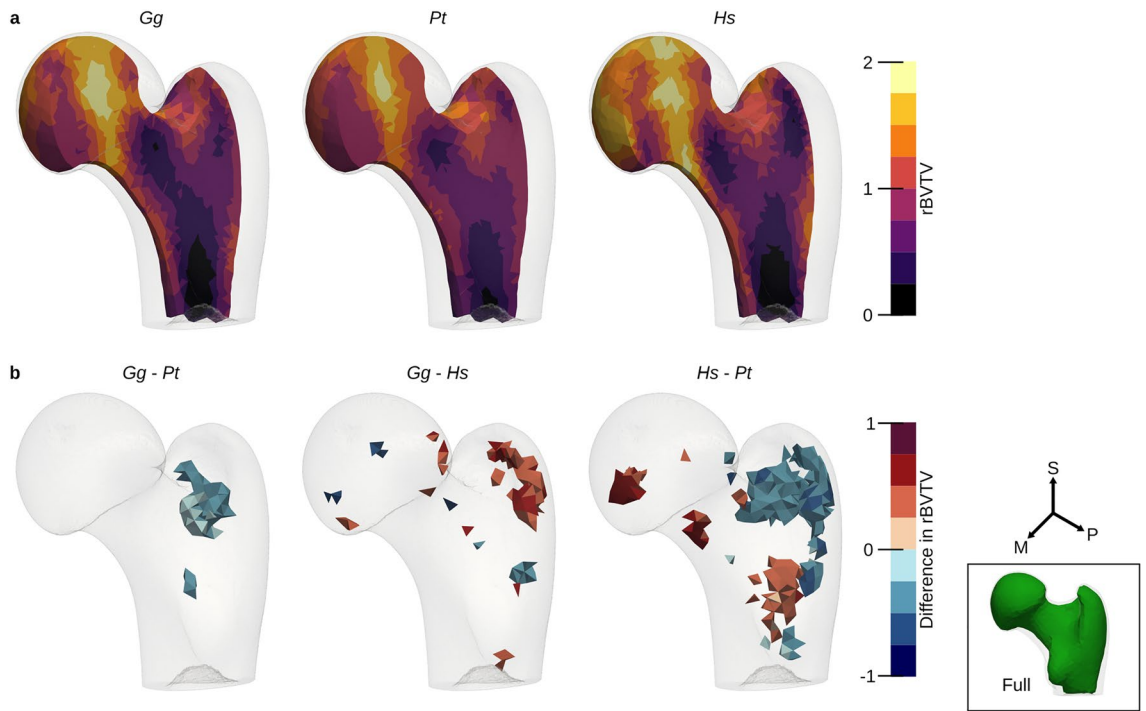 a
Gg
Pt
Hs
2
1
0
rBVTV
b
Gg - Pt
Gg - Hs
Hs - Pt
1
0
-1
Difference in rBVTV
S
M
P
Full